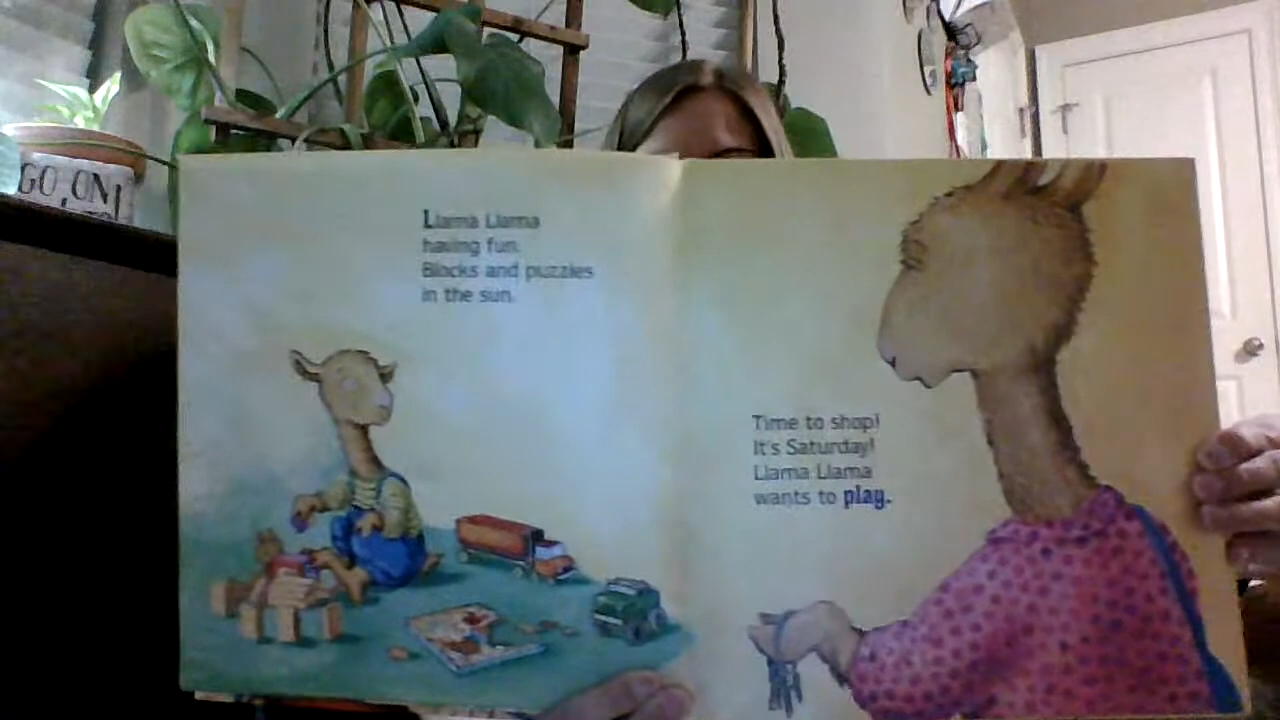 GO ON!
Llama Llama
having fun.
Blocks and puzzles
in the sun.
Time to shop!
It's Saturday!
Llama Llama
wants to play.